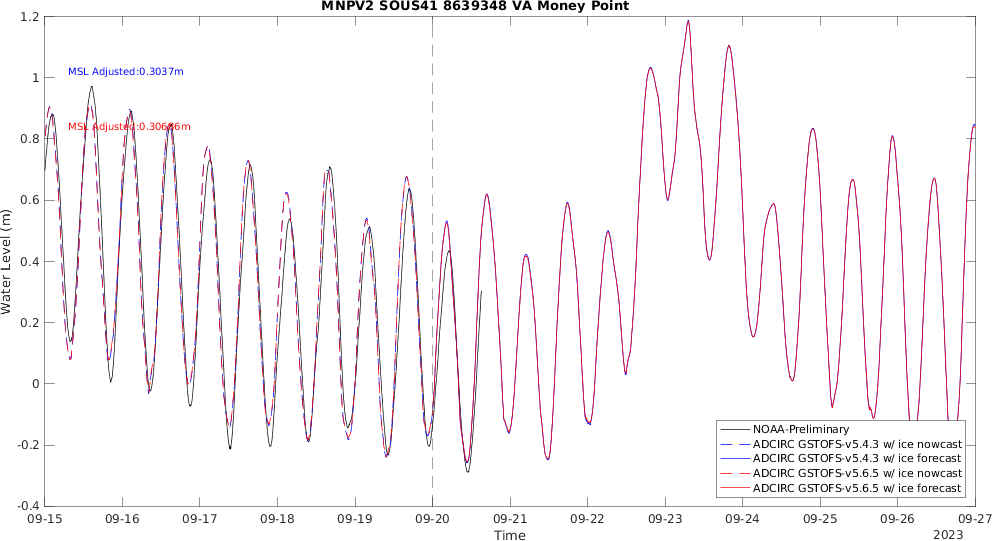 MNPV2 SOUS41 8639348 VA Money Point
1.2
1
0.8
0.6
0.4
0.2
0
-0.2
-0.4
Water Level (m)
MSL Adjusted:0.3037m
MSL Adjusted:0.30686m
NOAA-Preliminary
ADCIRC GSTOFS-v5.4.3 w/ ice nowcast
ADCIRC GSTOFS-v5.4.3 w/ ice forecast
ADCIRC GSTOFS-v5.6.5 w/ ice nowcast
ADCIRC GSTOFS-v5.6.5 w/ ice forecast
09-15 09-16 09-17 09-18 09-19 09-20 09-21 09-22 09-23 09-24 09-25 09-26 09-27
Time
2023